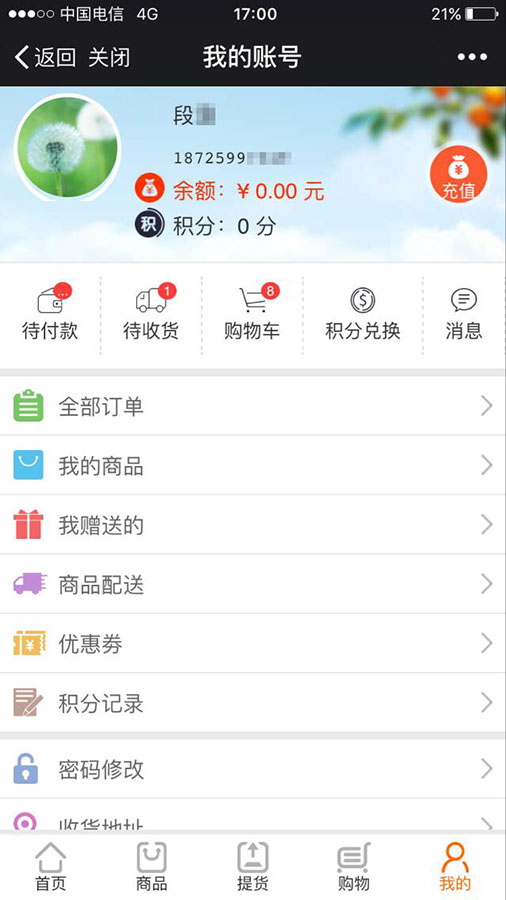 中国电信 4G 17:00 21%
返回 关闭 我的账号
段
1872599
余额：¥0.00 元
充值
积 积分：0 分
... 1 8
待付款 待收货 购物车 积分兑换 消息
全部订单
我的商品
我赠送的
商品配送
优惠劵
积分记录
密码修改
收货地址
首页 商品 提货 购物 我的